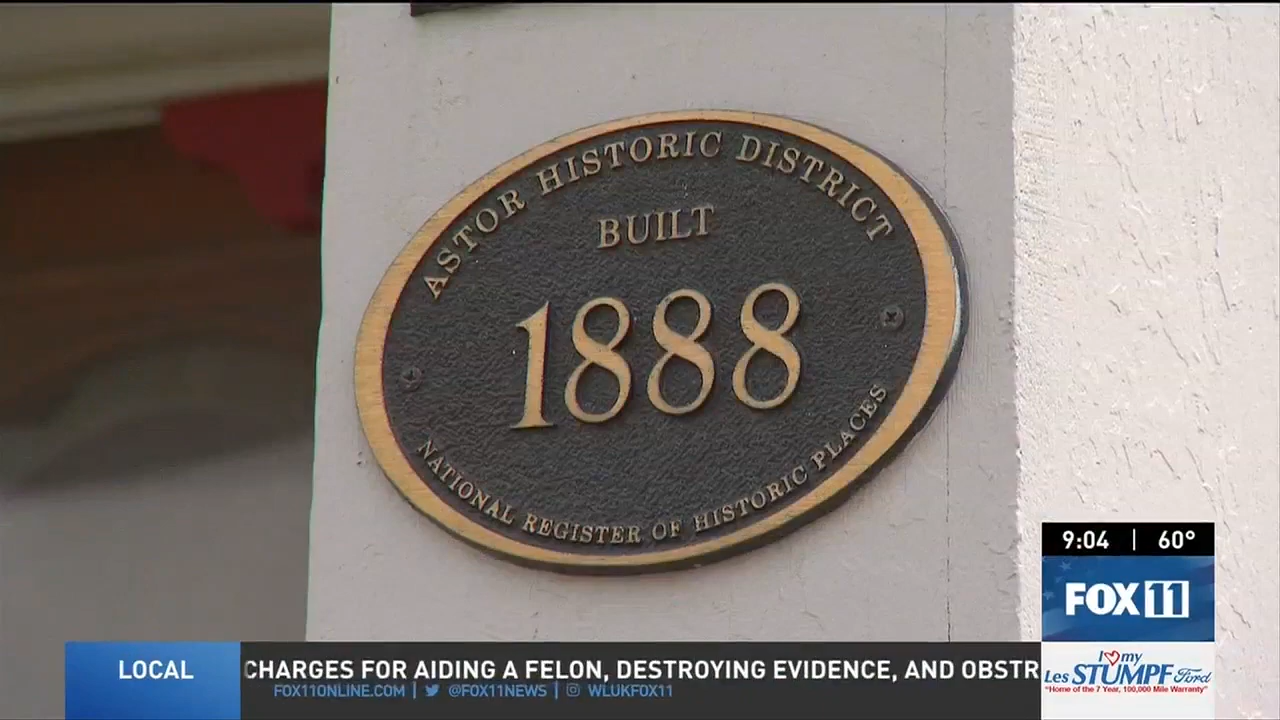 ASTOR HISTORIC DISTRICT
BUILT
1888
NATIONAL REGISTER OF HISTORIC PLACES
9:04 | 60°
FOX 11
LOCAL
CHARGES FOR AIDING A FELON, DESTROYING EVIDENCE, AND OBSTR
FOX11ONLINE.COM | @FOX11NEWS | WLUKFOX11
I my
Les STUMPF Ford
"Home of the 7 Year, 100,000 Mile Warranty"